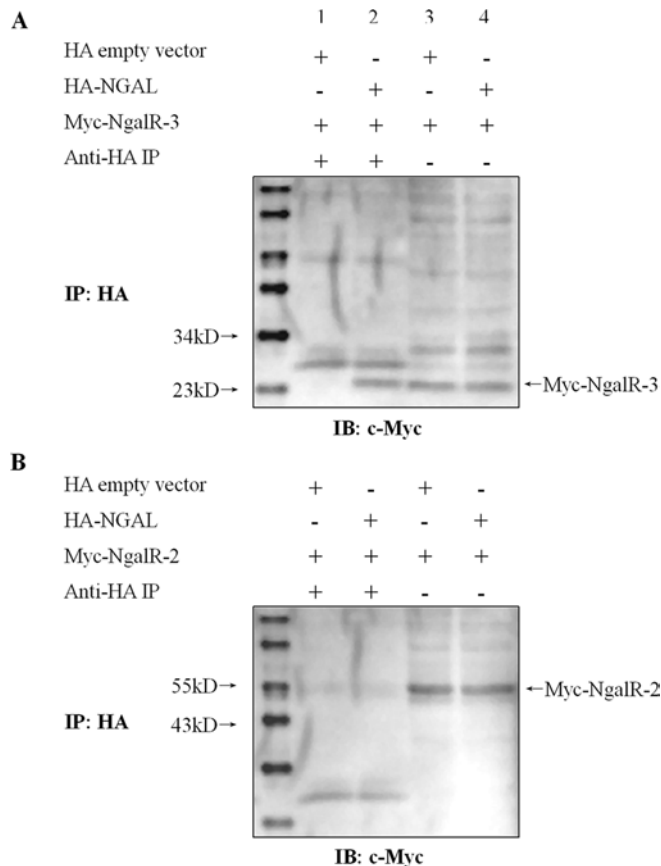 A
1 2 3 4
HA empty vector + - + -
HA-NGAL - + - +
Myc-NgalR-3 + + + +
Anti-HA IP + + - -
IP: HA
34kD→
23kD→
←Myc-NgalR-3
IB: c-Myc
B
HA empty vector + - + -
HA-NGAL - + - +
Myc-NgalR-2 + + + +
Anti-HA IP + + - -
55kD→
←Myc-NgalR-2
IP: HA 43kD→
IB: c-Myc